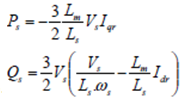 P_s = -\frac{3}{2} \frac{L_m}{L_s} V_s I_{qr}
Q_s = \frac{3}{2} V_s \left( \frac{V_s}{L_s . \omega_s} - \frac{L_m}{L_s} I_{dr} \right)